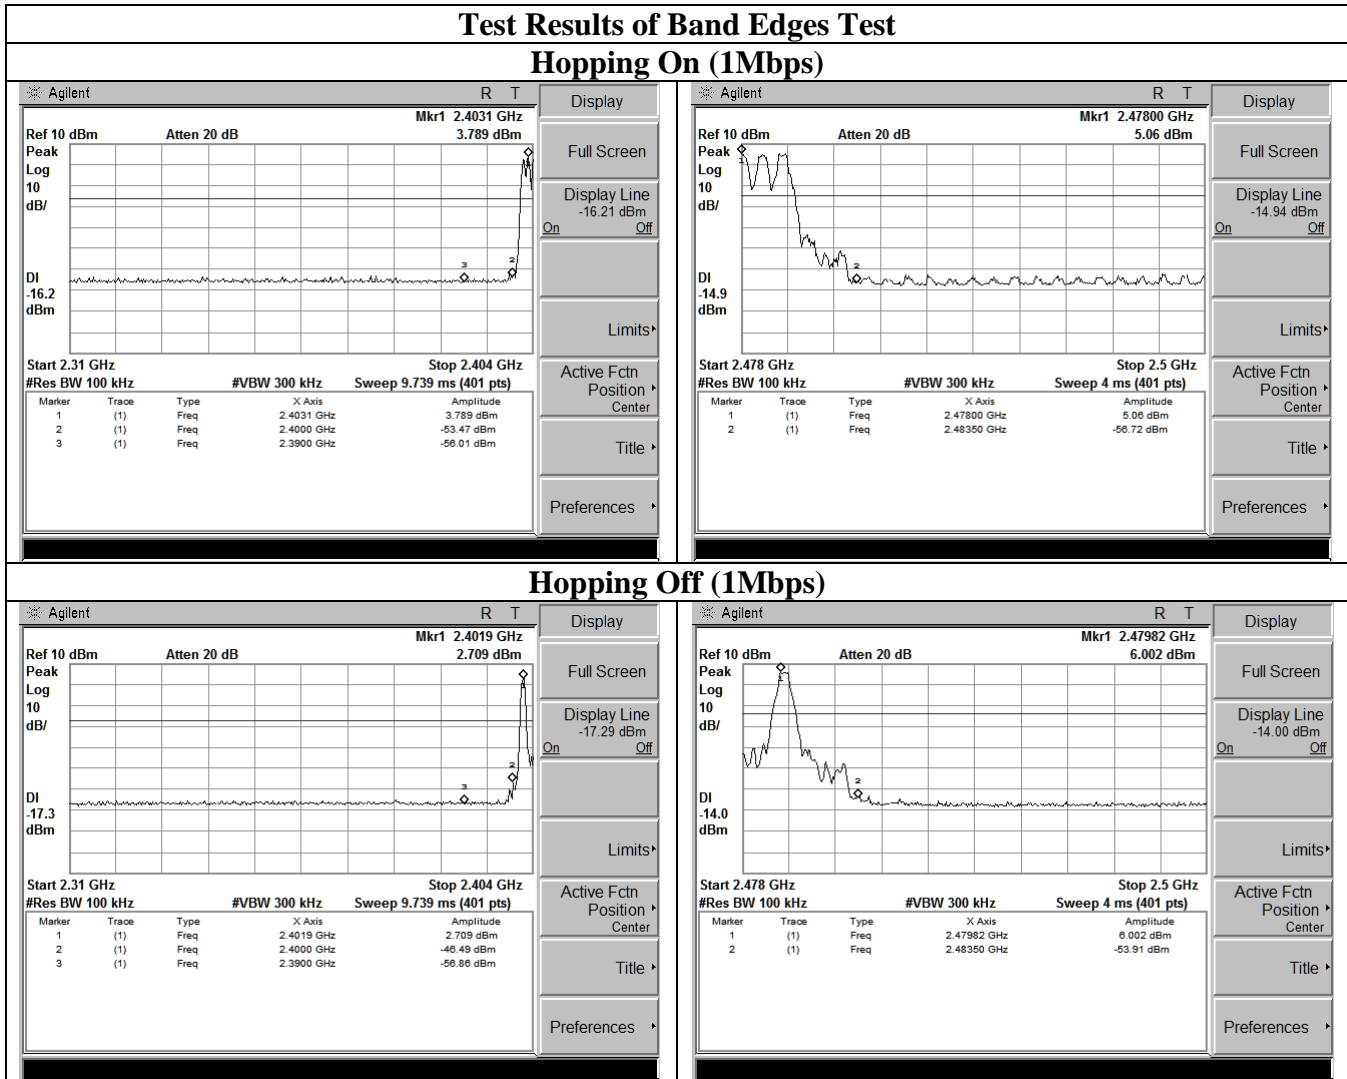 Test Results of Band Edges Test
Hopping On (1Mbps)
Agilent R T
Mkr1 2.4031 GHz
Ref 10 dBm Atten 20 dB 3.789 dBm
Peak
Log
10
dB/
1
2
3
DI
-16.2
dBm
Start 2.31 GHz Stop 2.404 GHz
#Res BW 100 kHz #VBW 300 kHz Sweep 9.739 ms (401 pts)
Marker Trace Type X Axis Amplitude
1 (1) Freq 2.4031 GHz 3.789 dBm
2 (1) Freq 2.4000 GHz -53.47 dBm
3 (1) Freq 2.3900 GHz -56.01 dBm
Display
Full Screen
Display Line
-16.21 dBm
On Off
Limits
Active Fctn
Position
Center
Title
Preferences
Agilent R T
Mkr1 2.47800 GHz
Ref 10 dBm Atten 20 dB 5.06 dBm
Peak
Log
10
dB/
1
2
DI
-14.9
dBm
Start 2.478 GHz Stop 2.5 GHz
#Res BW 100 kHz #VBW 300 kHz Sweep 4 ms (401 pts)
Marker Trace Type X Axis Amplitude
1 (1) Freq 2.47800 GHz 5.06 dBm
2 (1) Freq 2.48350 GHz -56.72 dBm
Display
Full Screen
Display Line
-14.94 dBm
On Off
Limits
Active Fctn
Position
Center
Title
Preferences
Hopping Off (1Mbps)
Agilent R T
Mkr1 2.4019 GHz
Ref 10 dBm Atten 20 dB 2.709 dBm
Peak
Log
10
dB/
1
2
3
DI
-17.3
dBm
Start 2.31 GHz Stop 2.404 GHz
#Res BW 100 kHz #VBW 300 kHz Sweep 9.739 ms (401 pts)
Marker Trace Type X Axis Amplitude
1 (1) Freq 2.4019 GHz 2.709 dBm
2 (1) Freq 2.4000 GHz -46.49 dBm
3 (1) Freq 2.3900 GHz -56.86 dBm
Display
Full Screen
Display Line
-17.29 dBm
On Off
Limits
Active Fctn
Position
Center
Title
Preferences
Agilent R T
Mkr1 2.47982 GHz
Ref 10 dBm Atten 20 dB 6.002 dBm
Peak
Log
10
dB/
1
2
DI
-14.0
dBm
Start 2.478 GHz Stop 2.5 GHz
#Res BW 100 kHz #VBW 300 kHz Sweep 4 ms (401 pts)
Marker Trace Type X Axis Amplitude
1 (1) Freq 2.47982 GHz 6.002 dBm
2 (1) Freq 2.48350 GHz -53.91 dBm
Display
Full Screen
Display Line
-14.00 dBm
On Off
Limits
Active Fctn
Position
Center
Title
Preferences